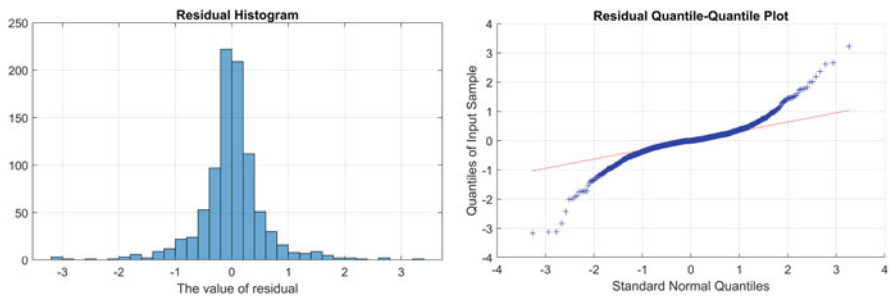 Residual Histogram
250
200
150
100
50
0
-3 -2 -1 0 1 2 3
The value of residual
Residual Quantile-Quantile Plot
Quantiles of Input Sample
4
3
2
1
0
-1
-2
-3
-4
-4 -3 -2 -1 0 1 2 3 4
Standard Normal Quantiles